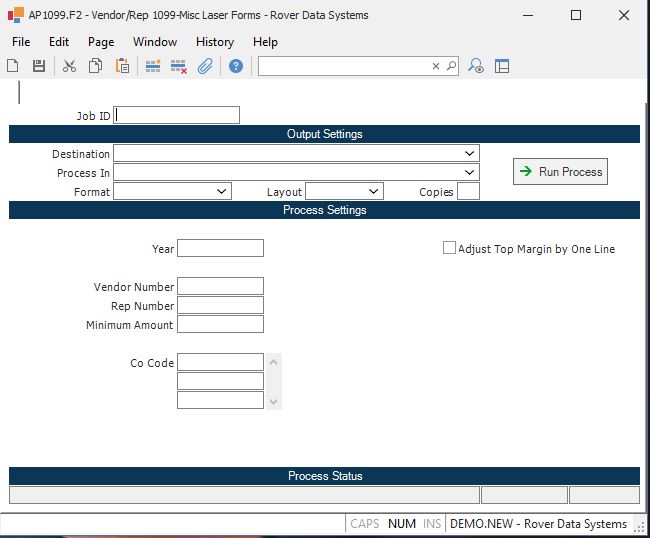 AP1099.F2 - Vendor/Rep 1099-Misc Laser Forms - Rover Data Systems
File Edit Page Window History Help
Job ID
Output Settings
Destination
Process In
Run Process
Format Layout Copies
Process Settings
Year Adjust Top Margin by One Line
Vendor Number
Rep Number
Minimum Amount
Co Code
Process Status
CAPS NUM INS DEMO.NEW - Rover Data Systems